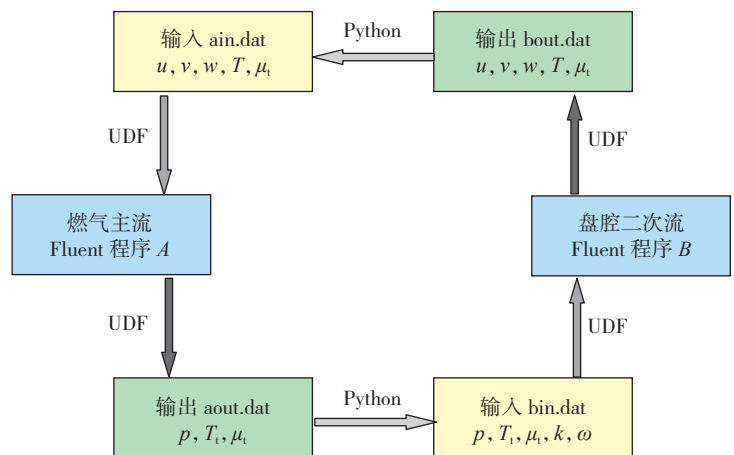 输入 ain.dat
u, v, w, T, μt
Python
输出 bout.dat
u, v, w, T, μt
UDF
UDF
燃气主流
Fluent 程序 A
盘腔二次流
Fluent 程序 B
UDF
UDF
输出 aout.dat
p, Tt, μt
Python
输入 bin.dat
p, Tt, μt, k, ω